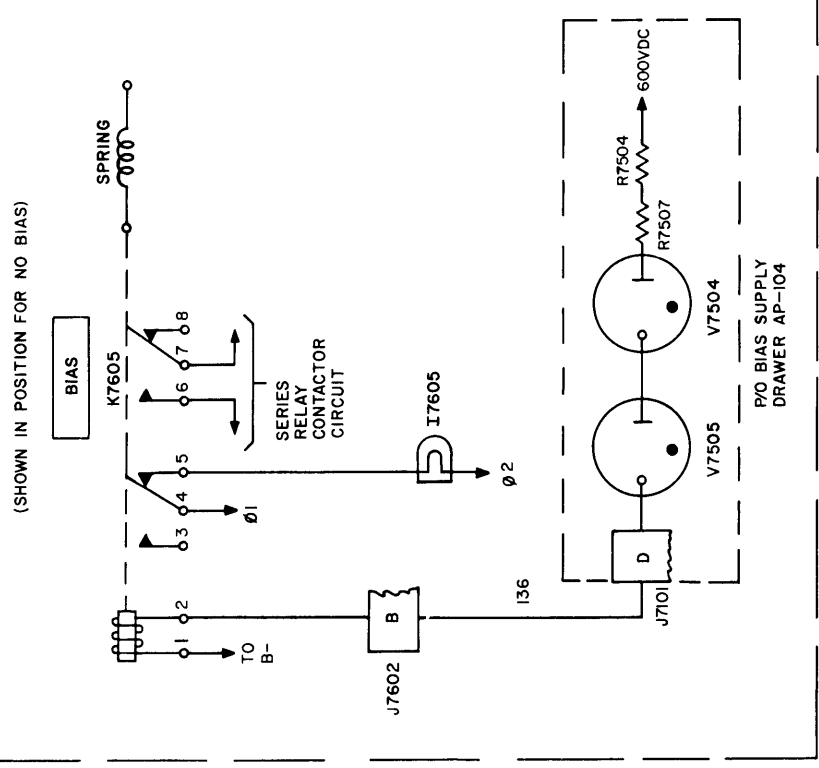 (SHOWN IN POSITION FOR NO BIAS)
BIAS
K7605
SPRING
1
2
3
4
5
6
7
8
TO
B-
Ø1
SERIES
RELAY
CONTACTOR
CIRCUIT
I7605
Ø2
B
J7602
136
D
J7101
V7505
V7504
R7507
R7504
600VDC
P/O BIAS SUPPLY
DRAWER AP-104